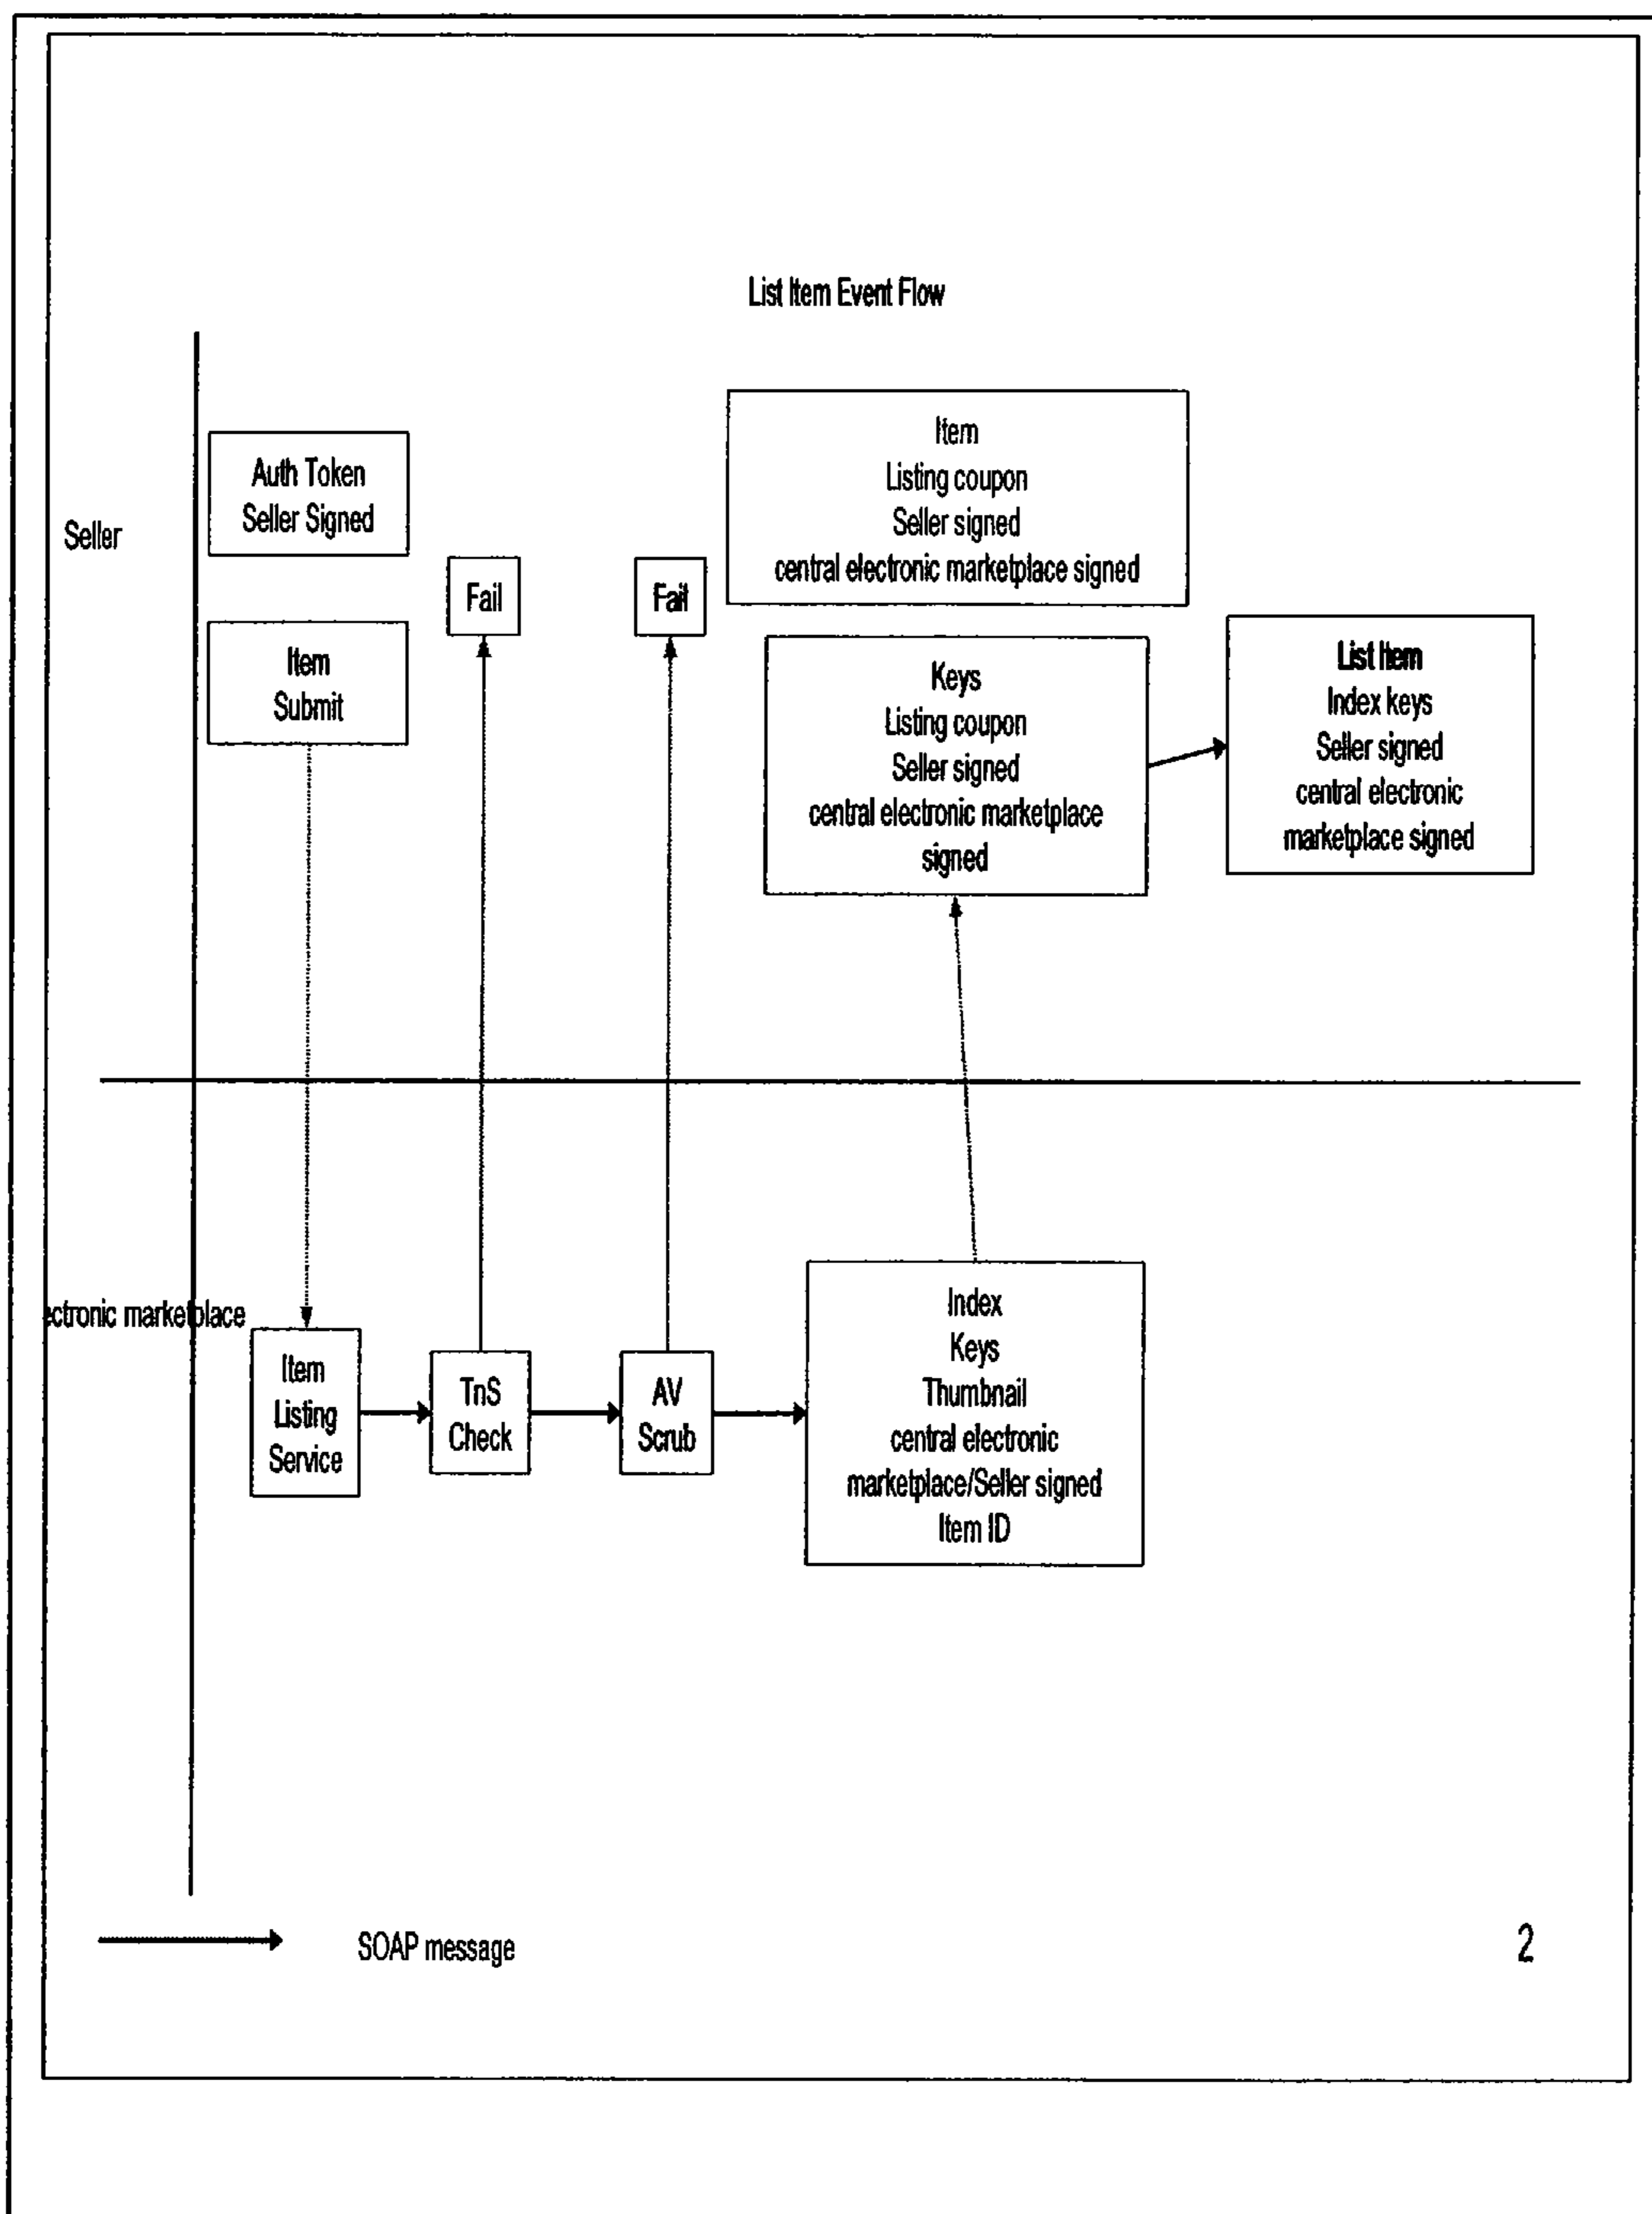 List Item Event Flow
Seller
Auth Token
Seller Signed
Item
Submit
Fail
Fail
Item
Listing coupon
Seller signed
central electronic marketplace signed
Keys
Listing coupon
Seller signed
central electronic marketplace
signed
List Item
Index keys
Seller signed
central electronic
marketplace signed
ectronic marketplace
Item
Listing
Service
TnS
Check
AV
Scrub
Index
Keys
Thumbnail
central electronic
marketplace/Seller signed
Item ID
SOAP message
2